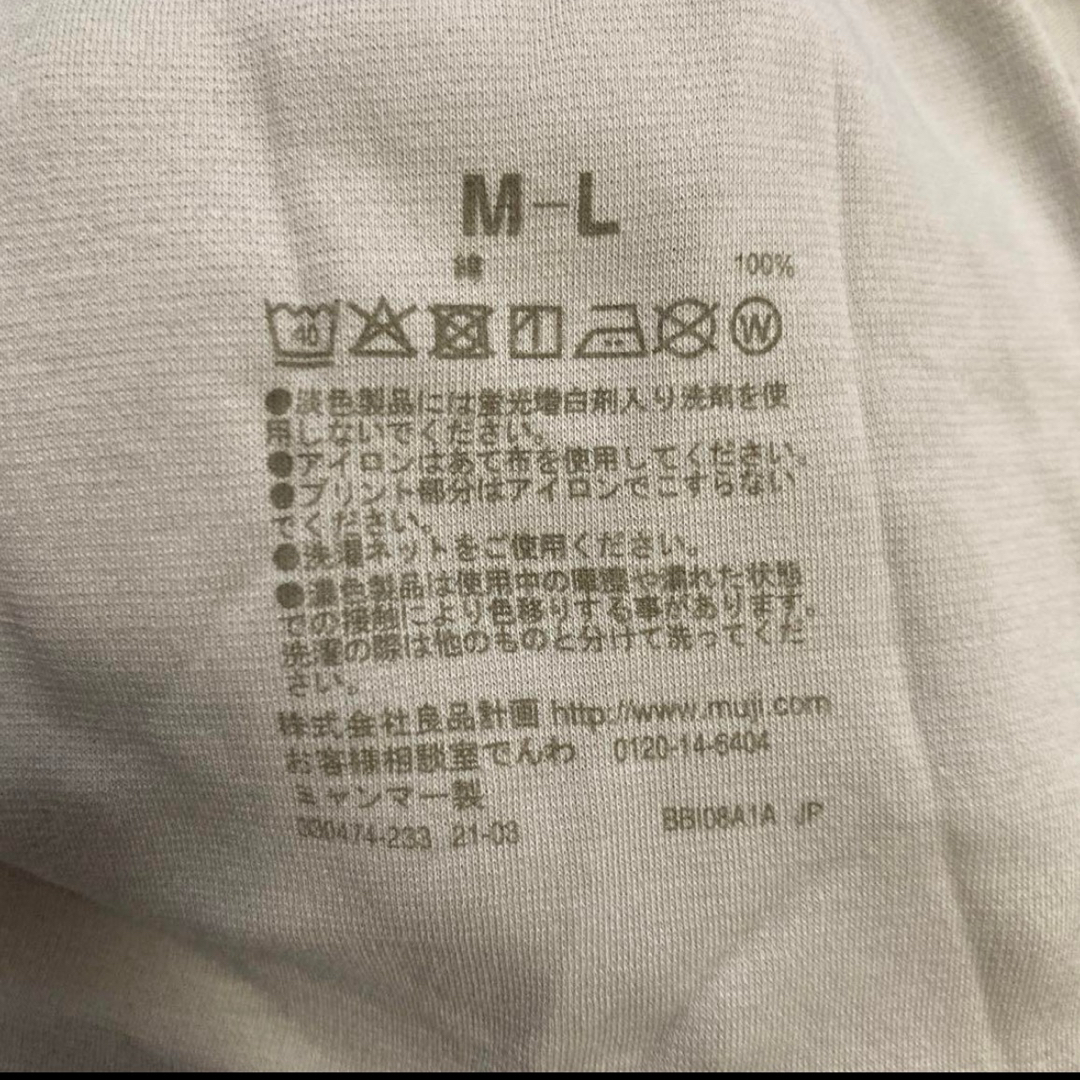 M-L
綿 100%
40
W
●淡色製品には蛍光増白剤入り洗剤を使
用しないでください。
●アイロンはあて布を使用してください。
●プリント部分はアイロンでこすらない
でください。
●洗濯ネットをご使用ください。
●濃色製品は使用中の摩擦や濡れた状態
での接触により色移りする事があります。
洗濯の際は他のものと分けて洗ってくだ
さい。
株式会社良品計画 http://www.muji.com
お客様相談室でんわ 0120-14-6404
ミャンマー製
330474-233 21-03 BBI08A1A JP